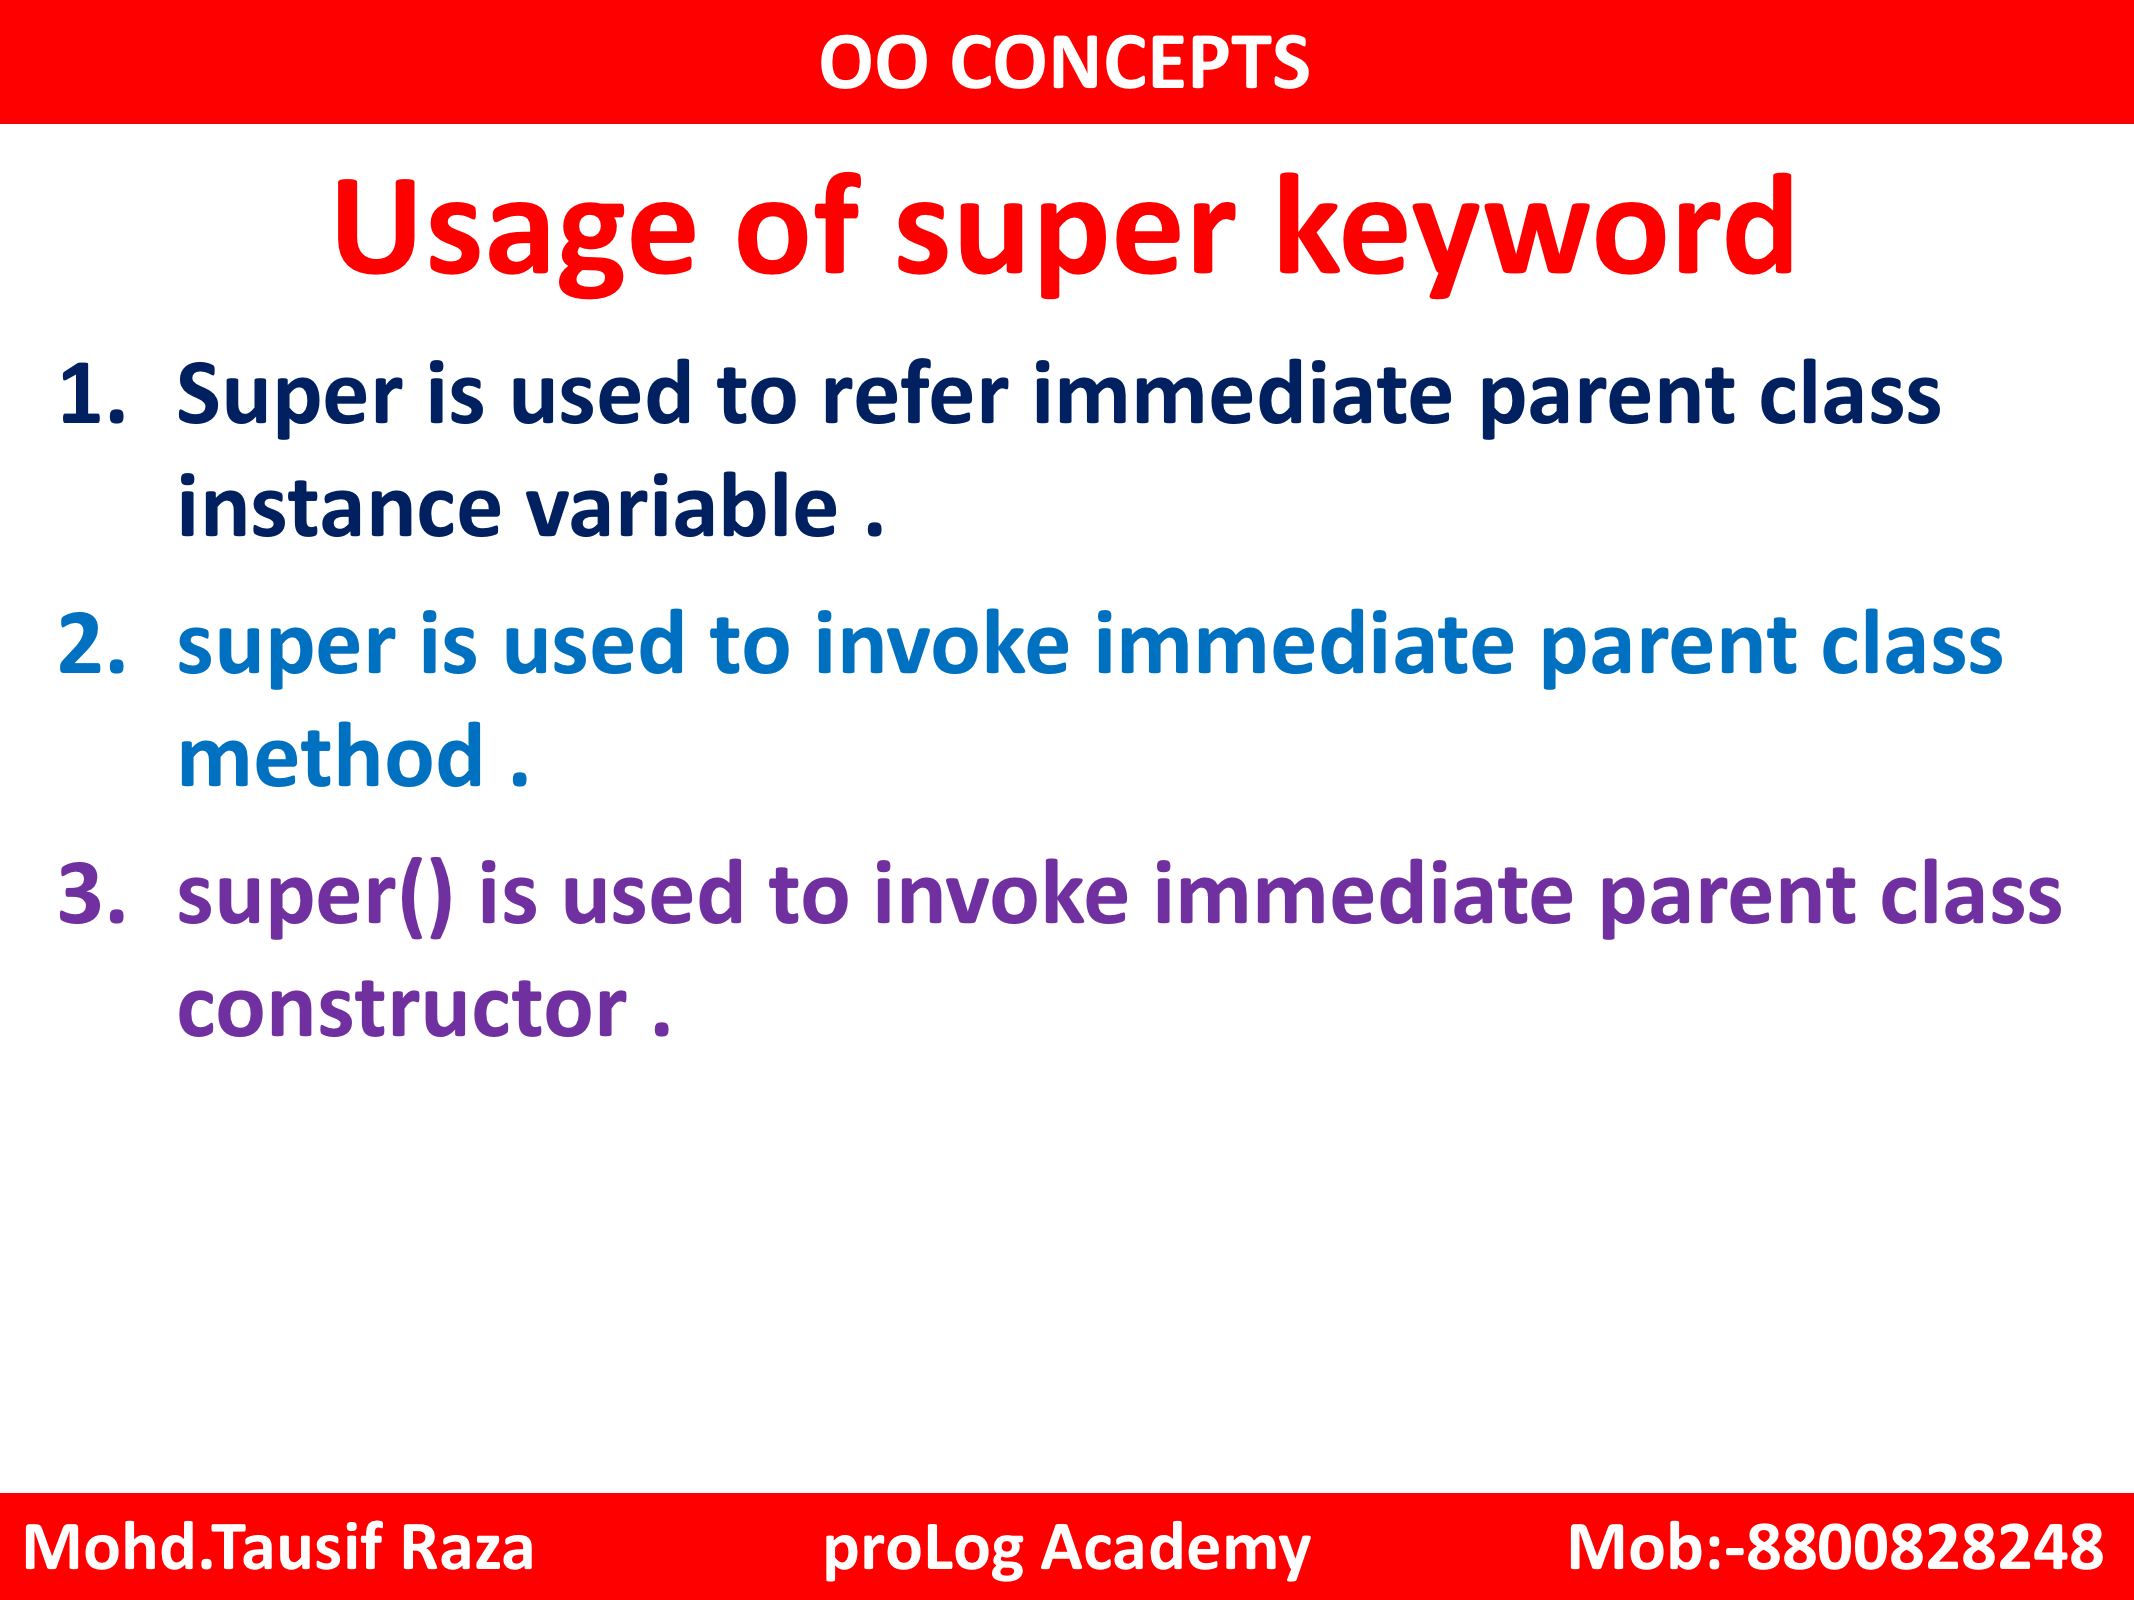 OO CONCEPTS
Usage of super keyword
1. Super is used to refer immediate parent class
instance variable .
2. super is used to invoke immediate parent class
method .
3. super() is used to invoke immediate parent class
constructor .
Mohd.Tausif Raza proLog Academy Mob:-8800828248